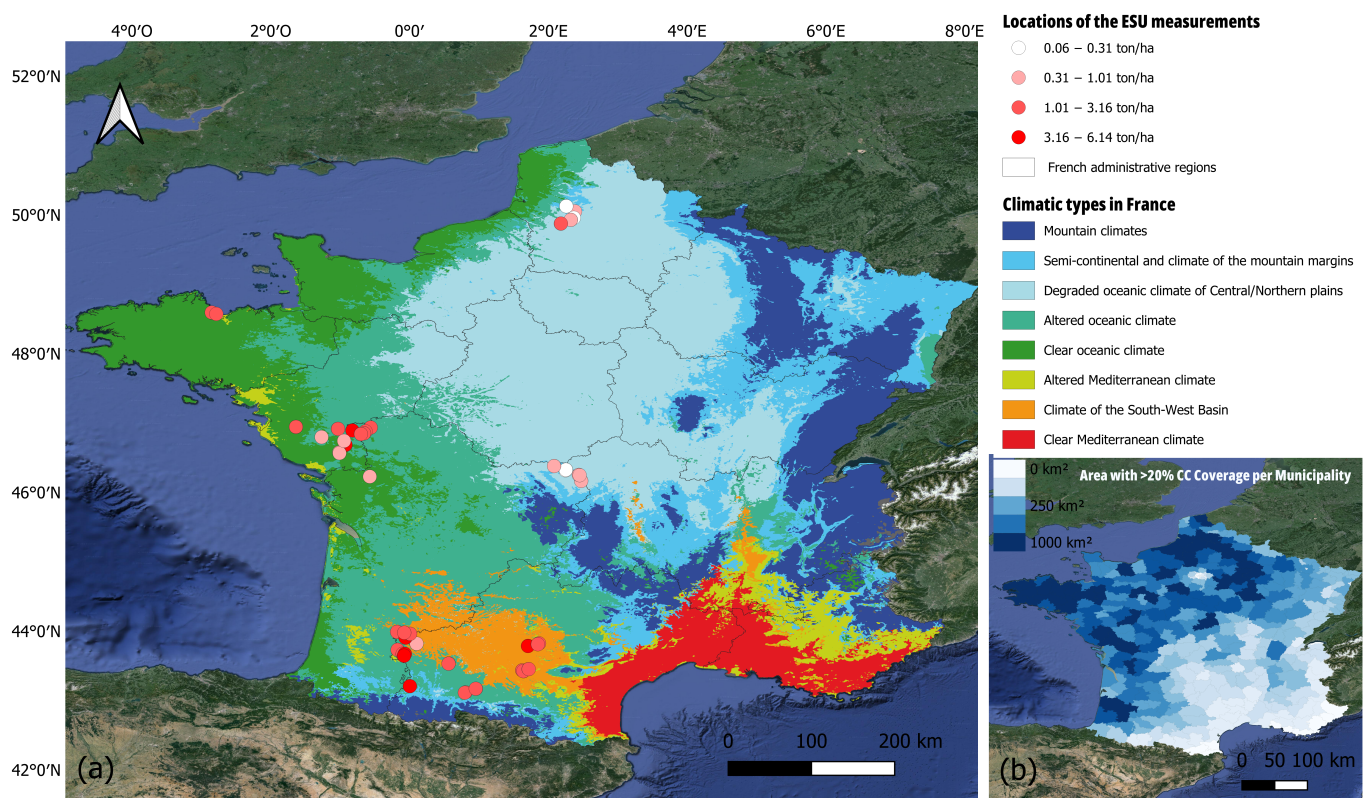 4°0′O 2°0′O 0°0′ 2°0′E 4°0′E 6°0′E 8°0′E
52°0′N
50°0′N
48°0′N
46°0′N
44°0′N
42°0′N
0 100 200 km
(a)
Locations of the ESU measurements
0.06 – 0.31 ton/ha
0.31 – 1.01 ton/ha
1.01 – 3.16 ton/ha
3.16 – 6.14 ton/ha
French administrative regions
Climatic types in France
Mountain climates
Semi-continental and climate of the mountain margins
Degraded oceanic climate of Central/Northern plains
Altered oceanic climate
Clear oceanic climate
Altered Mediterranean climate
Climate of the South-West Basin
Clear Mediterranean climate
Area with >20% CC Coverage per Municipality
0 km²
250 km²
1000 km²
0 50 100 km
(b)